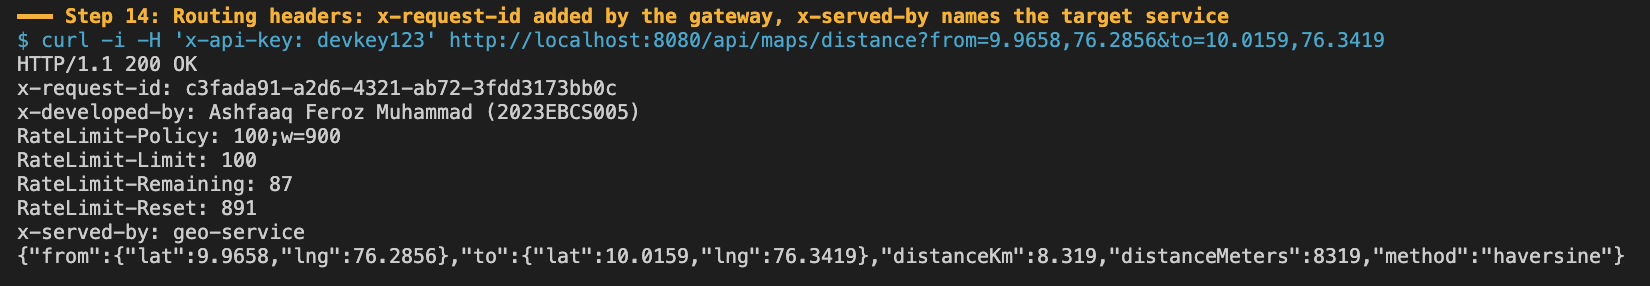 ━━━ Step 14: Routing headers: x-request-id added by the gateway, x-served-by names the target service
$ curl -i -H 'x-api-key: devkey123' http://localhost:8080/api/maps/distance?from=9.9658,76.2856&to=10.0159,76.3419
HTTP/1.1 200 OK
x-request-id: c3fada91-a2d6-4321-ab72-3fdd3173bb0c
x-developed-by: Ashfaaq Feroz Muhammad (2023EBCS005)
RateLimit-Policy: 100;w=900
RateLimit-Limit: 100
RateLimit-Remaining: 87
RateLimit-Reset: 891
x-served-by: geo-service
{"from":{"lat":9.9658,"lng":76.2856},"to":{"lat":10.0159,"lng":76.3419},"distanceKm":8.319,"distanceMeters":8319,"method":"haversine"}